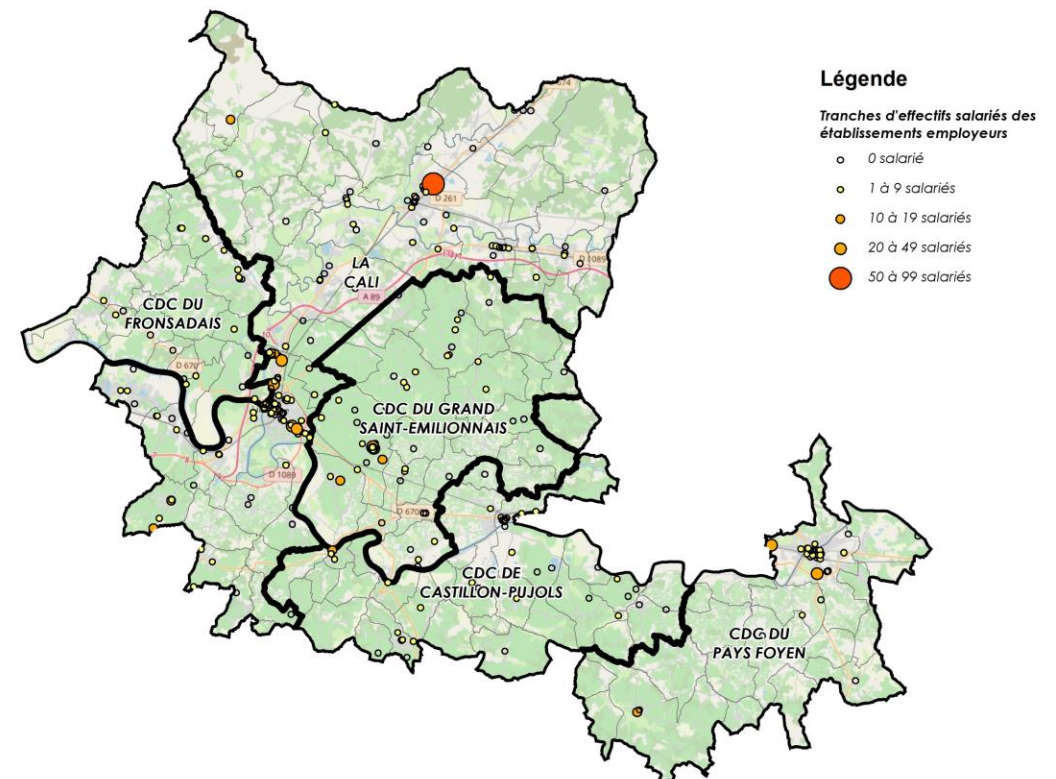 Légende
Tranches d'effectifs salariés des
établissements employeurs
0 salarié
1 à 9 salariés
10 à 19 salariés
20 à 49 salariés
50 à 99 salariés
D 261
D 1089
LA
CALI
A 89
CDC DU
FRONSADAIS
10
D 670
CDC DU GRAND
SAINT-EMILIONNAIS
D 1089
D 670
CDC DE
CASTILLON-PUJOLS
CDC DU
PAYS FOYEN